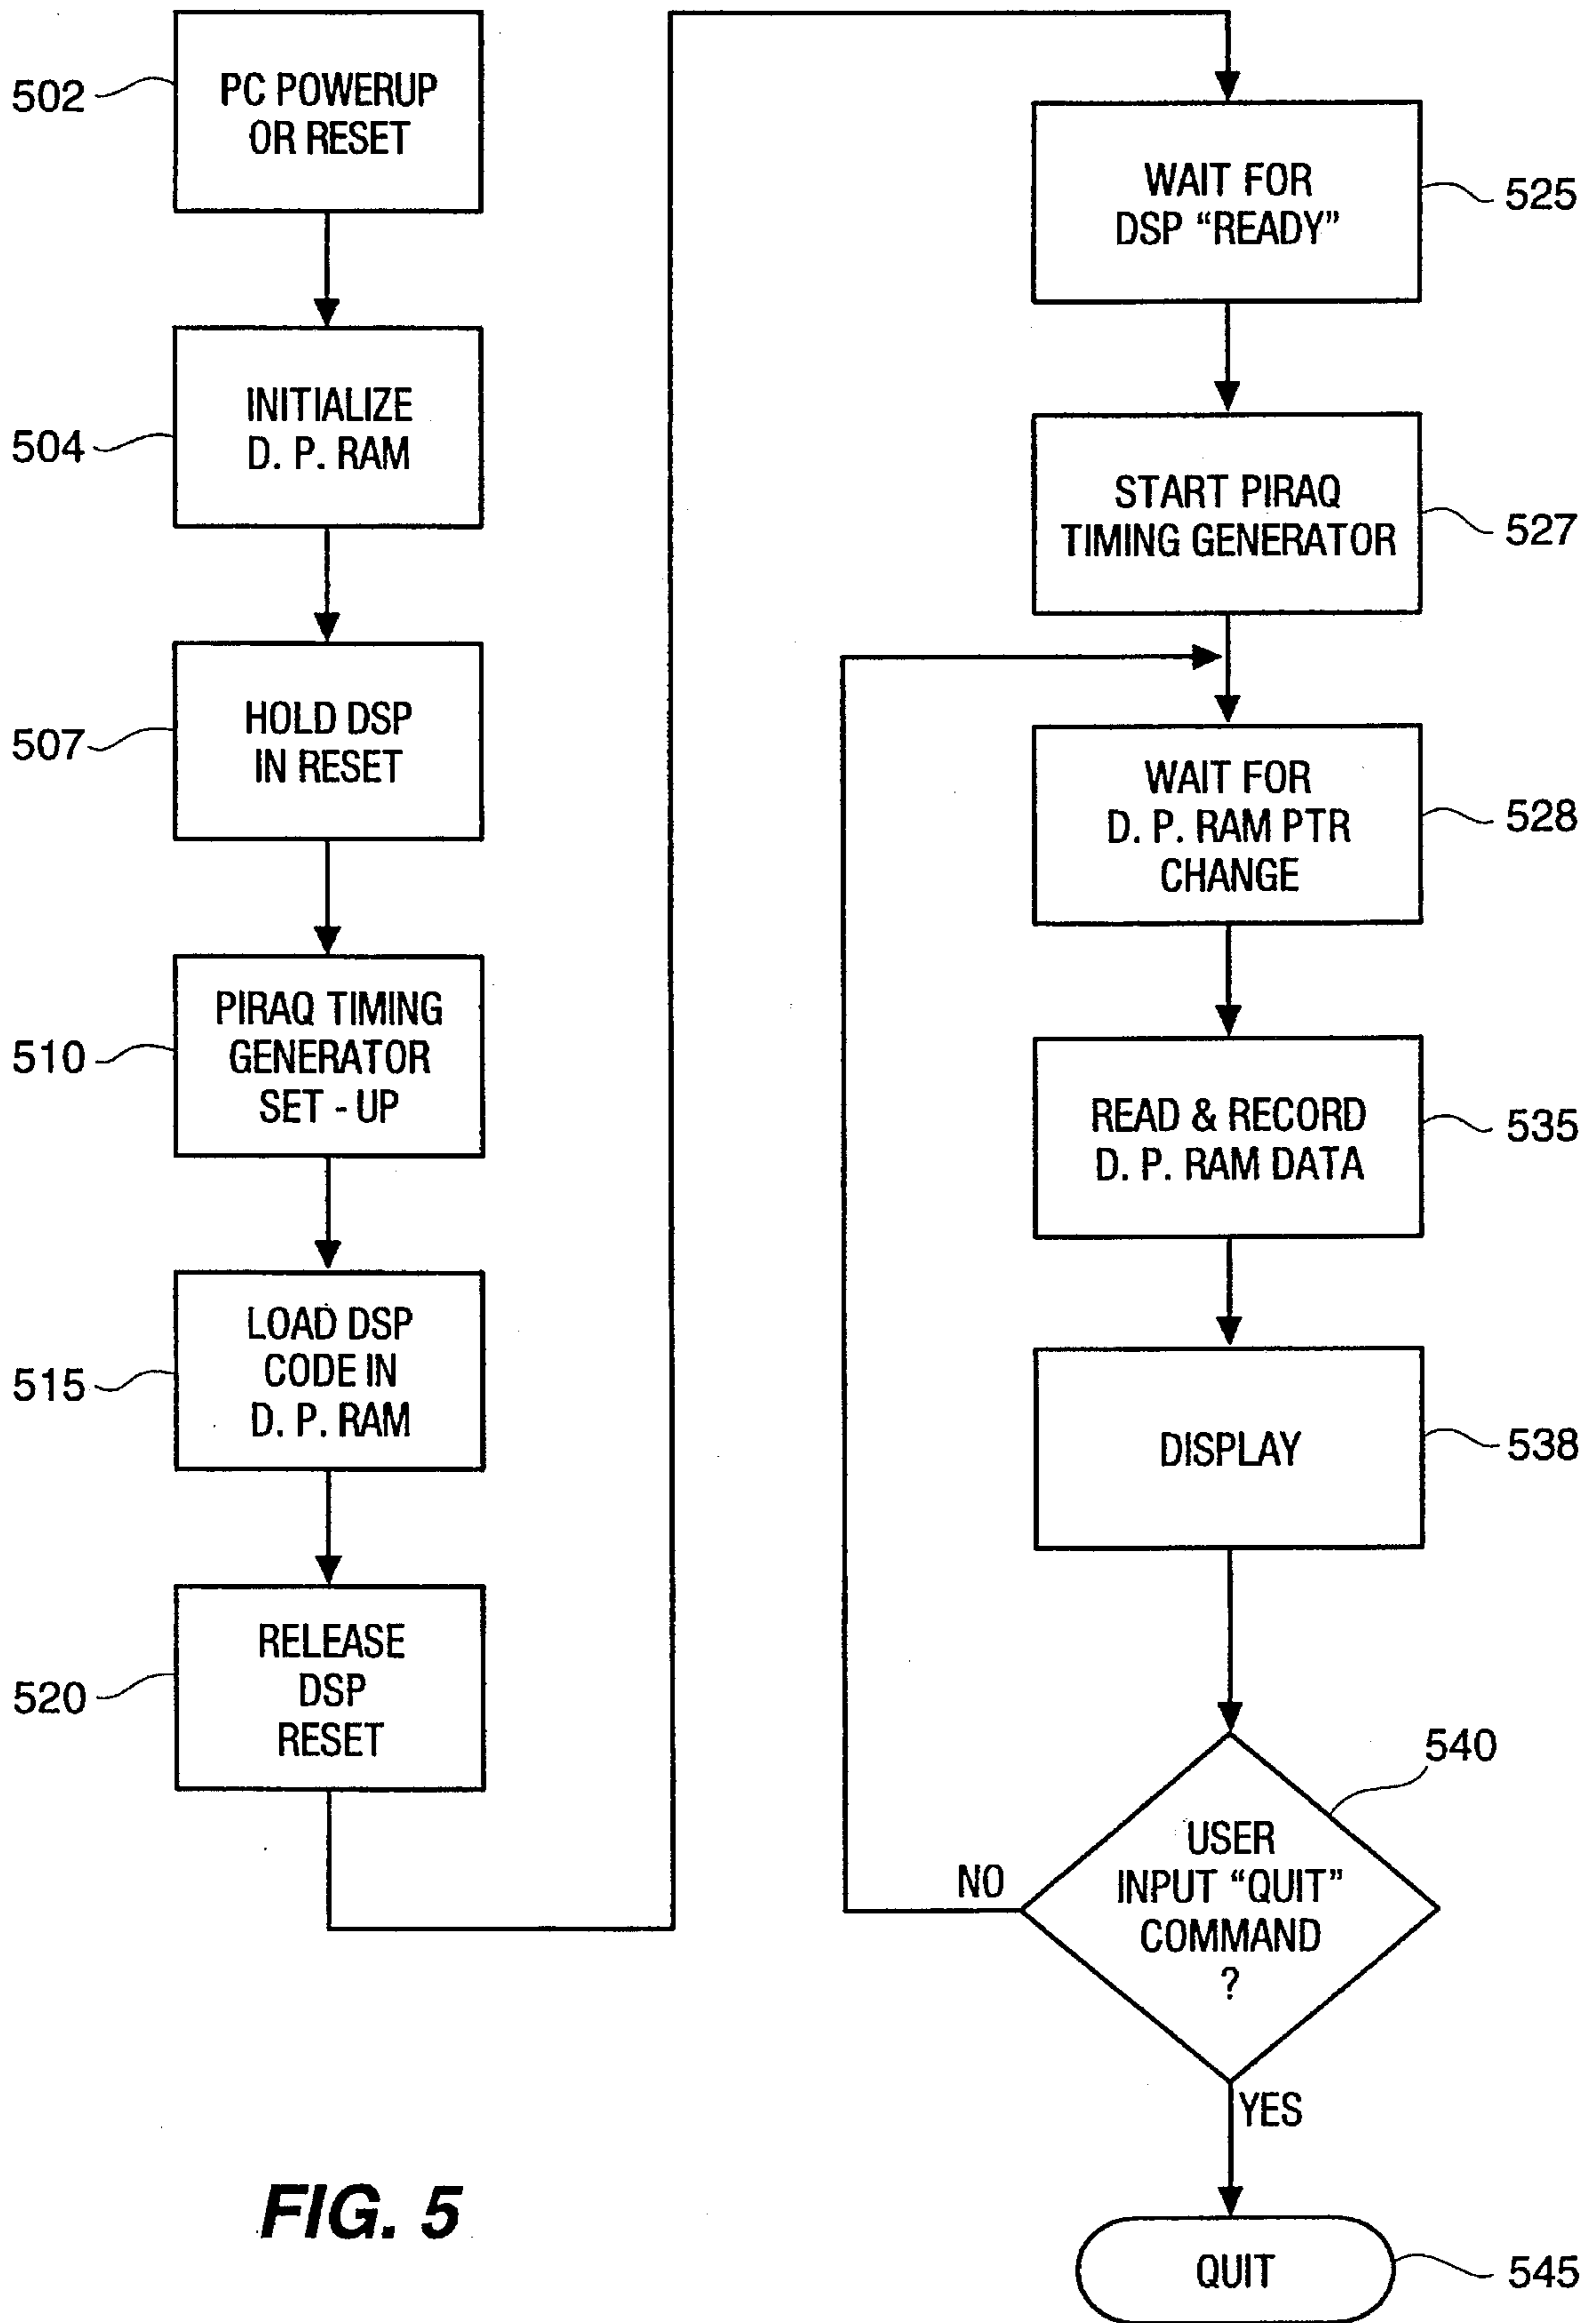 502
PC POWERUP
OR RESET
504
INITIALIZE
D. P. RAM
507
HOLD DSP
IN RESET
510
PIRAQ TIMING
GENERATOR
SET - UP
515
LOAD DSP
CODE IN
D. P. RAM
520
RELEASE
DSP
RESET
WAIT FOR
DSP “READY”
525
START PIRAQ
TIMING GENERATOR
527
WAIT FOR
D. P. RAM PTR
CHANGE
528
READ & RECORD
D. P. RAM DATA
535
DISPLAY
538
540
USER
INPUT “QUIT”
COMMAND
?
NO
YES
QUIT
545
FIG. 5